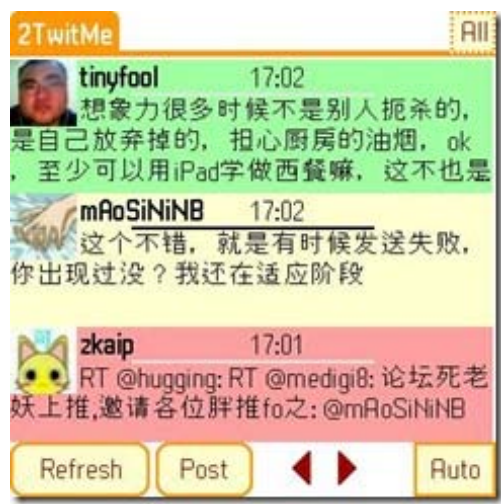 2TwitMe All
tinyfool 17:02
想象力很多时候不是别人扼杀的，
是自己放弃掉的， 担心厨房的油烟，ok
，至少可以用iPad学做西餐嘛，这不也是
mAoSiNiNB 17:02
这个不错，就是有时候发送失败，
你出现过没？我还在适应阶段
zkaip 17:01
RT @hugging: RT @medigi8: 论坛死老
妖上推,邀请各位胖推fo之: @mAoSiNiNB
Refresh Post Auto